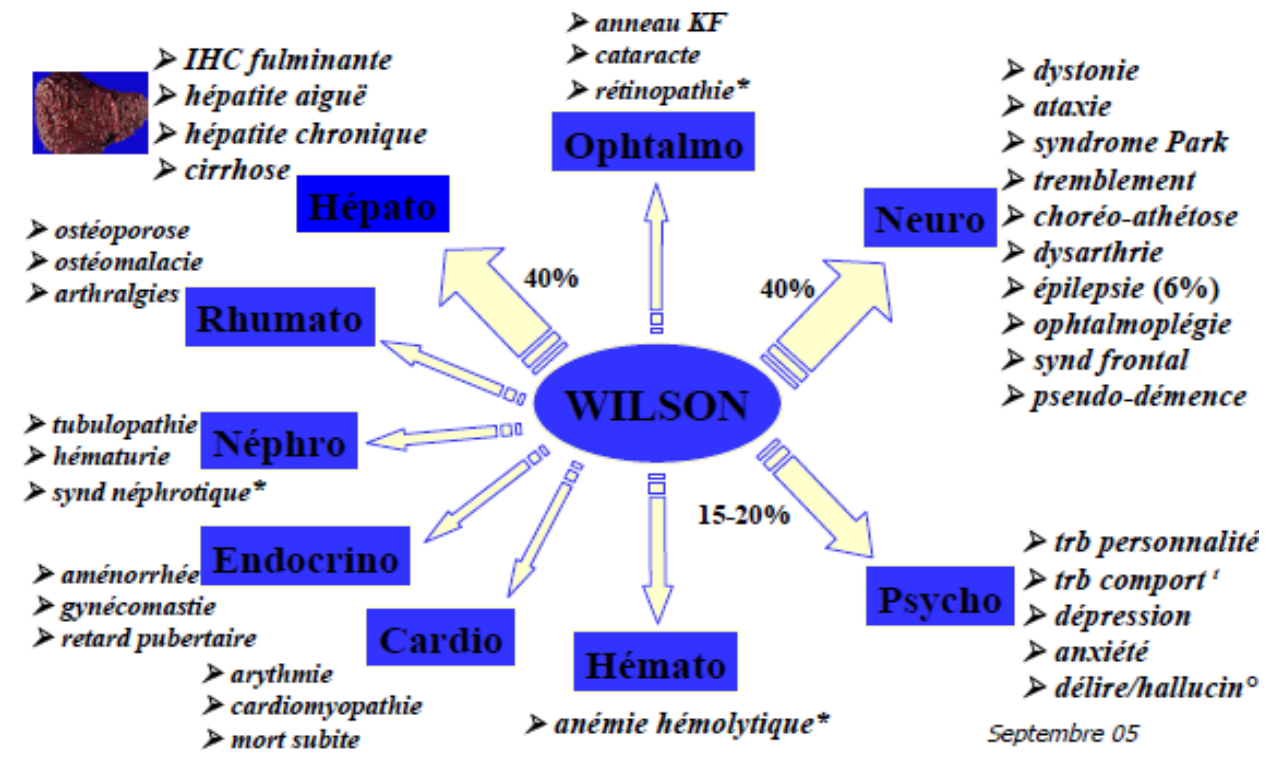 ➤ anneau KF
➤ cataracte
➤ rétinopathie*
Ophtalmo
➤ IHC fulminante
➤ hépatite aiguë
➤ hépatite chronique
➤ cirrhose
Hépato
40%
➤ dystonie
➤ ataxie
➤ syndrome Park
➤ tremblement
➤ choréo-athétose
➤ dysarthrie
➤ épilepsie (6%)
➤ ophtalmoplégie
➤ synd frontal
➤ pseudo-démence
Neuro
40%
➤ ostéoporose
➤ ostéomalacie
➤ arthralgies
Rhumato
WILSON
➤ tubulopathie
➤ hématurie
➤ synd néphrotique*
Néphro
➤ aménorrhée
➤ gynécomastie
➤ retard pubertaire
Endocrino
Cardio
➤ arythmie
➤ cardiomyopathie
➤ mort subite
Hémato
➤ anémie hémolytique*
15-20%
Psycho
➤ trb personnalité
➤ trb comport t
➤ dépression
➤ anxiété
➤ délire/hallucin°
Septembre 05